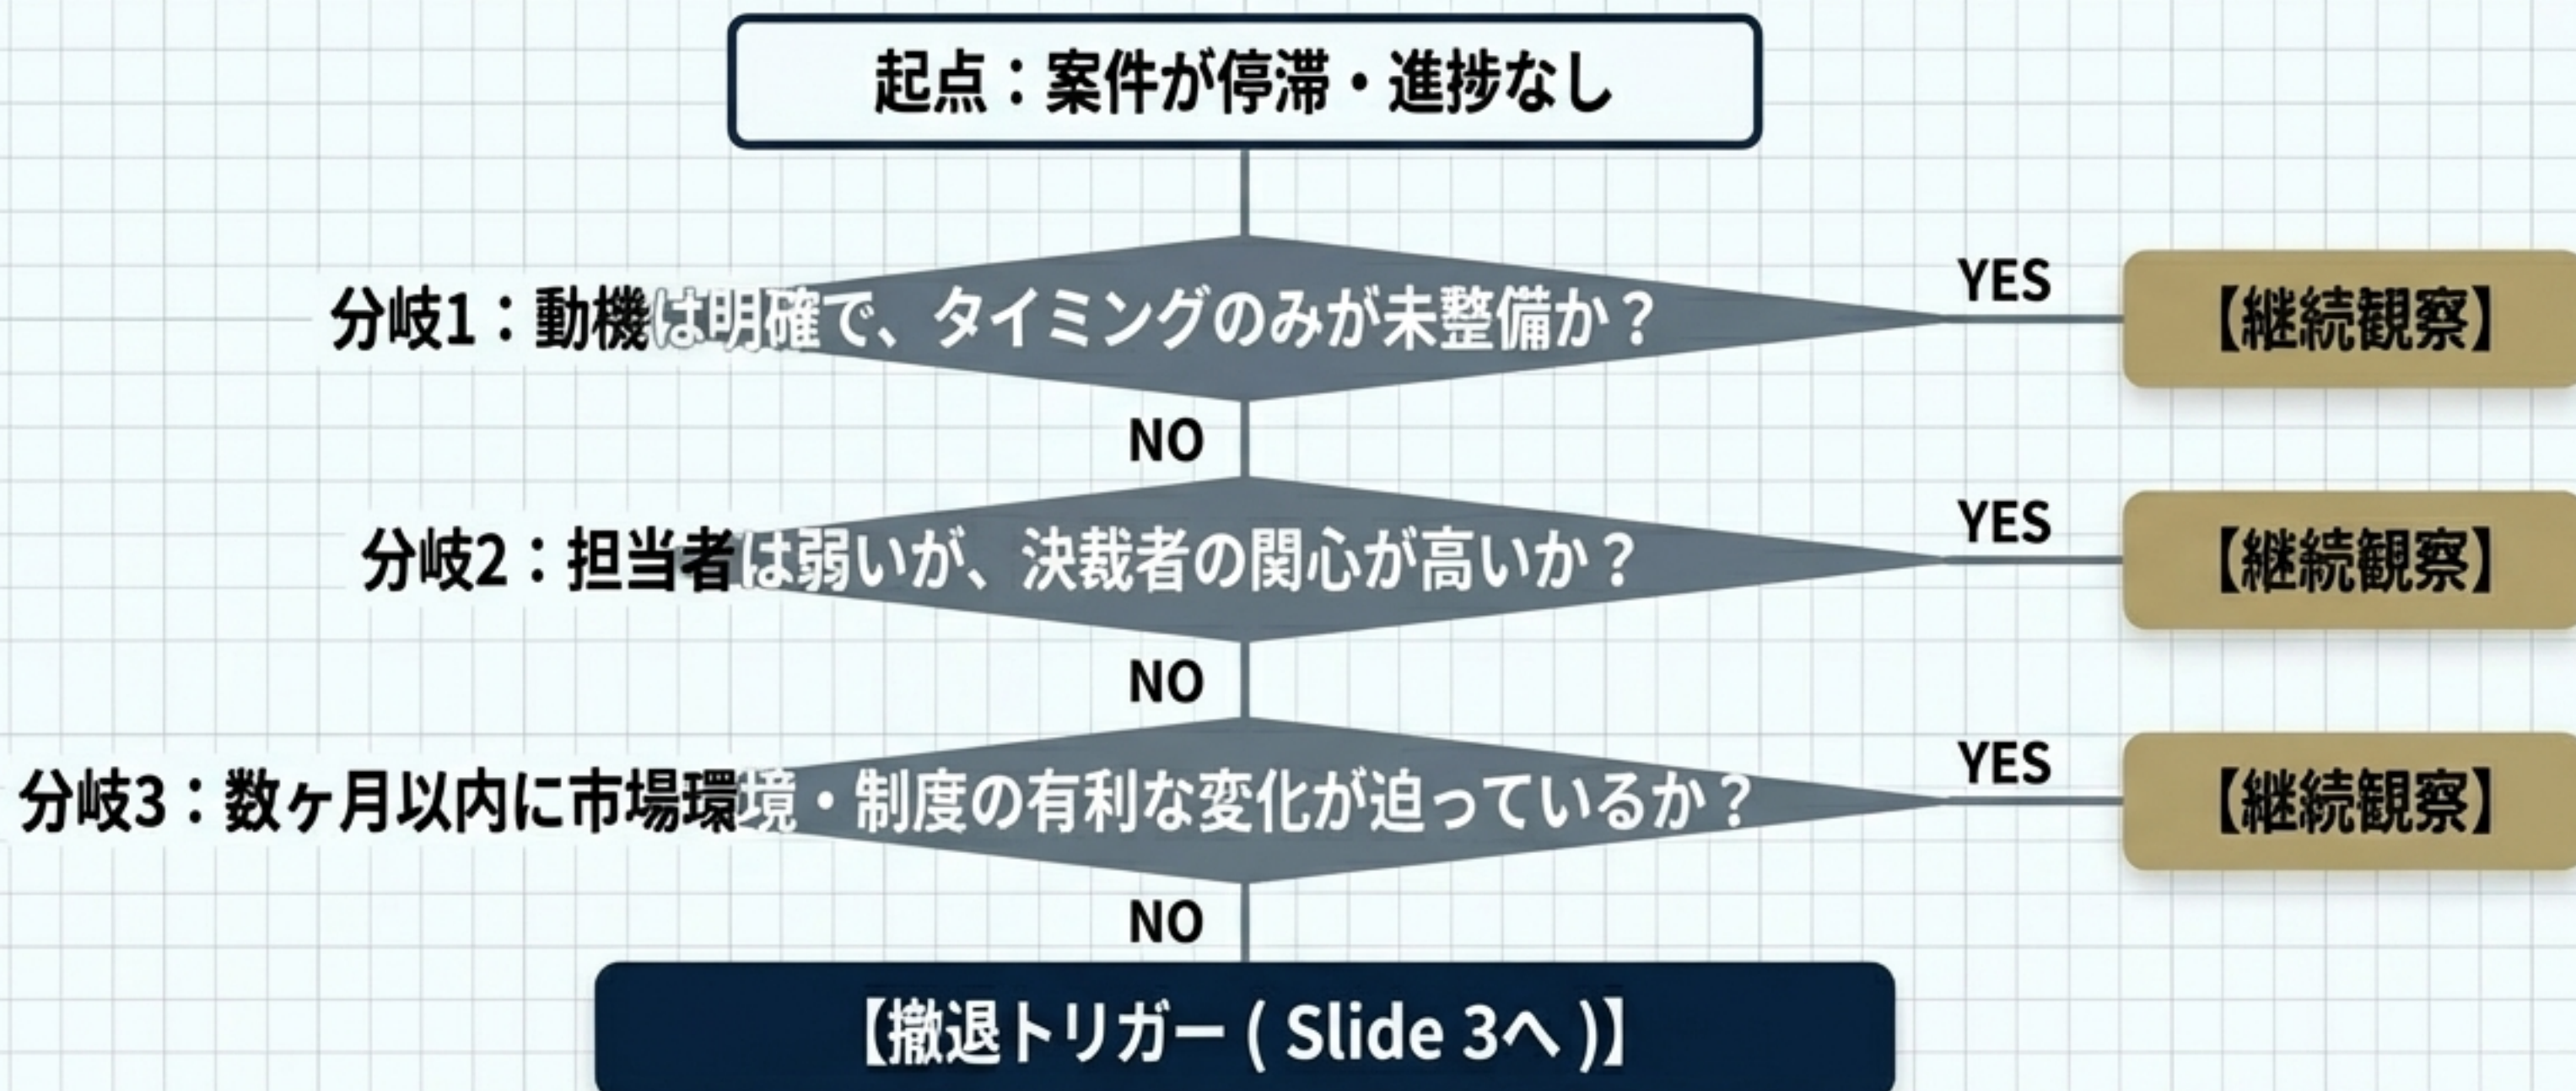 起点：案件が停滞・進捗なし
分岐1：動機は明確で、タイミングのみが未整備か？
YES
【継続観察】
NO
分岐2：担当者は弱いが、決裁者の関心が高いか？
YES
【継続観察】
NO
分岐3：数ヶ月以内に市場環境・制度の有利な変化が迫っているか？
YES
【継続観察】
NO
【撤退トリガー ( Slide 3へ )】